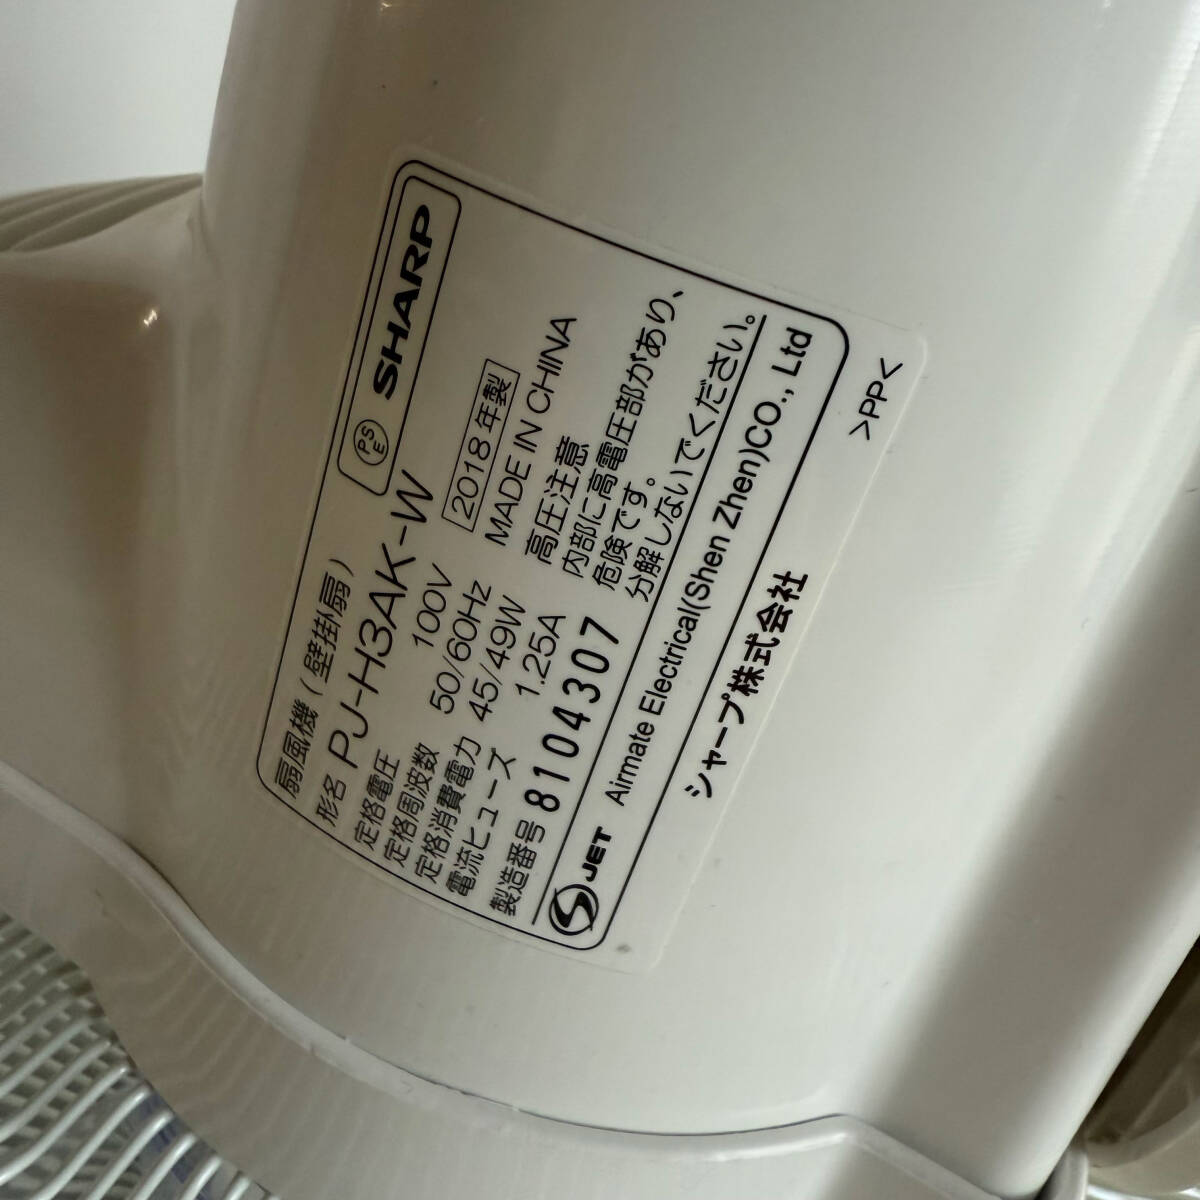 扇風機(壁掛扇)
PSE SHARP
形名 PJ-H3AK-W
定格電圧 100V
定格周波数 50/60Hz
定格消費電力 45/49W
電流ヒューズ 1.25A
製造番号 8104307
2018年製
MADE IN CHINA
高圧注意
内部に高電圧部があり、
危険です。
分解しないでください。
JET Airmate Electrical(Shen Zhen)CO., Ltd
シャープ株式会社
>PP<